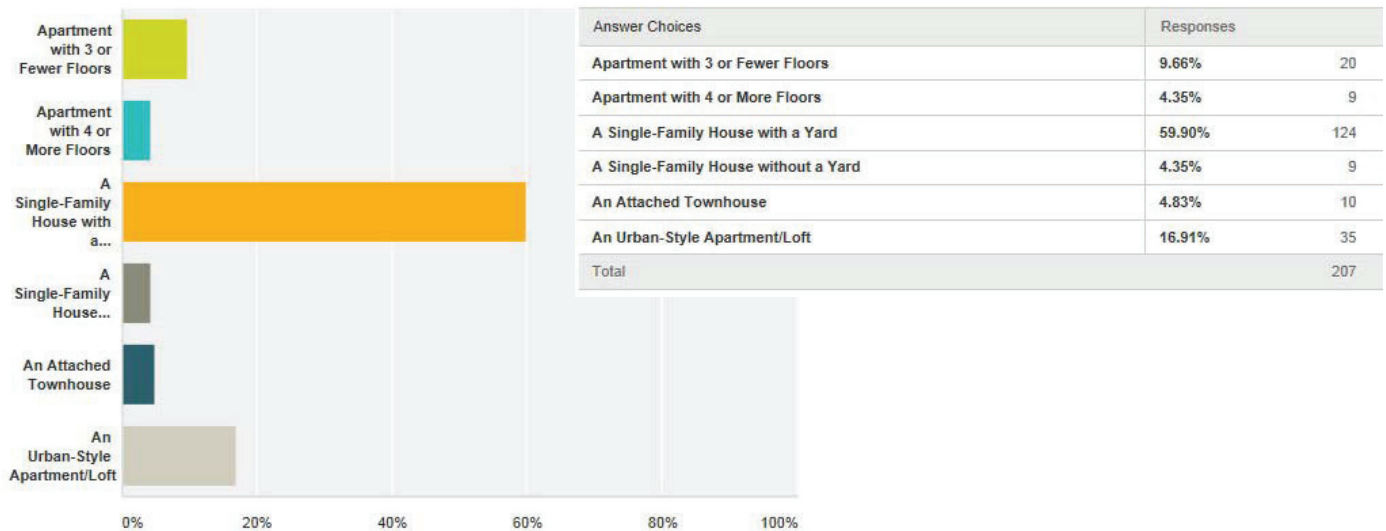 Apartment
with 3 or
Fewer Floors
Apartment
with 4 or
More Floors
A
Single-Family
House with
a...
A
Single-Family
House...
An Attached
Townhouse
An
Urban-Style
Apartment/Loft
0% 20% 40% 60% 80% 100%
Answer Choices Responses
Apartment with 3 or Fewer Floors 9.66% 20
Apartment with 4 or More Floors 4.35% 9
A Single-Family House with a Yard 59.90% 124
A Single-Family House without a Yard 4.35% 9
An Attached Townhouse 4.83% 10
An Urban-Style Apartment/Loft 16.91% 35
Total 207